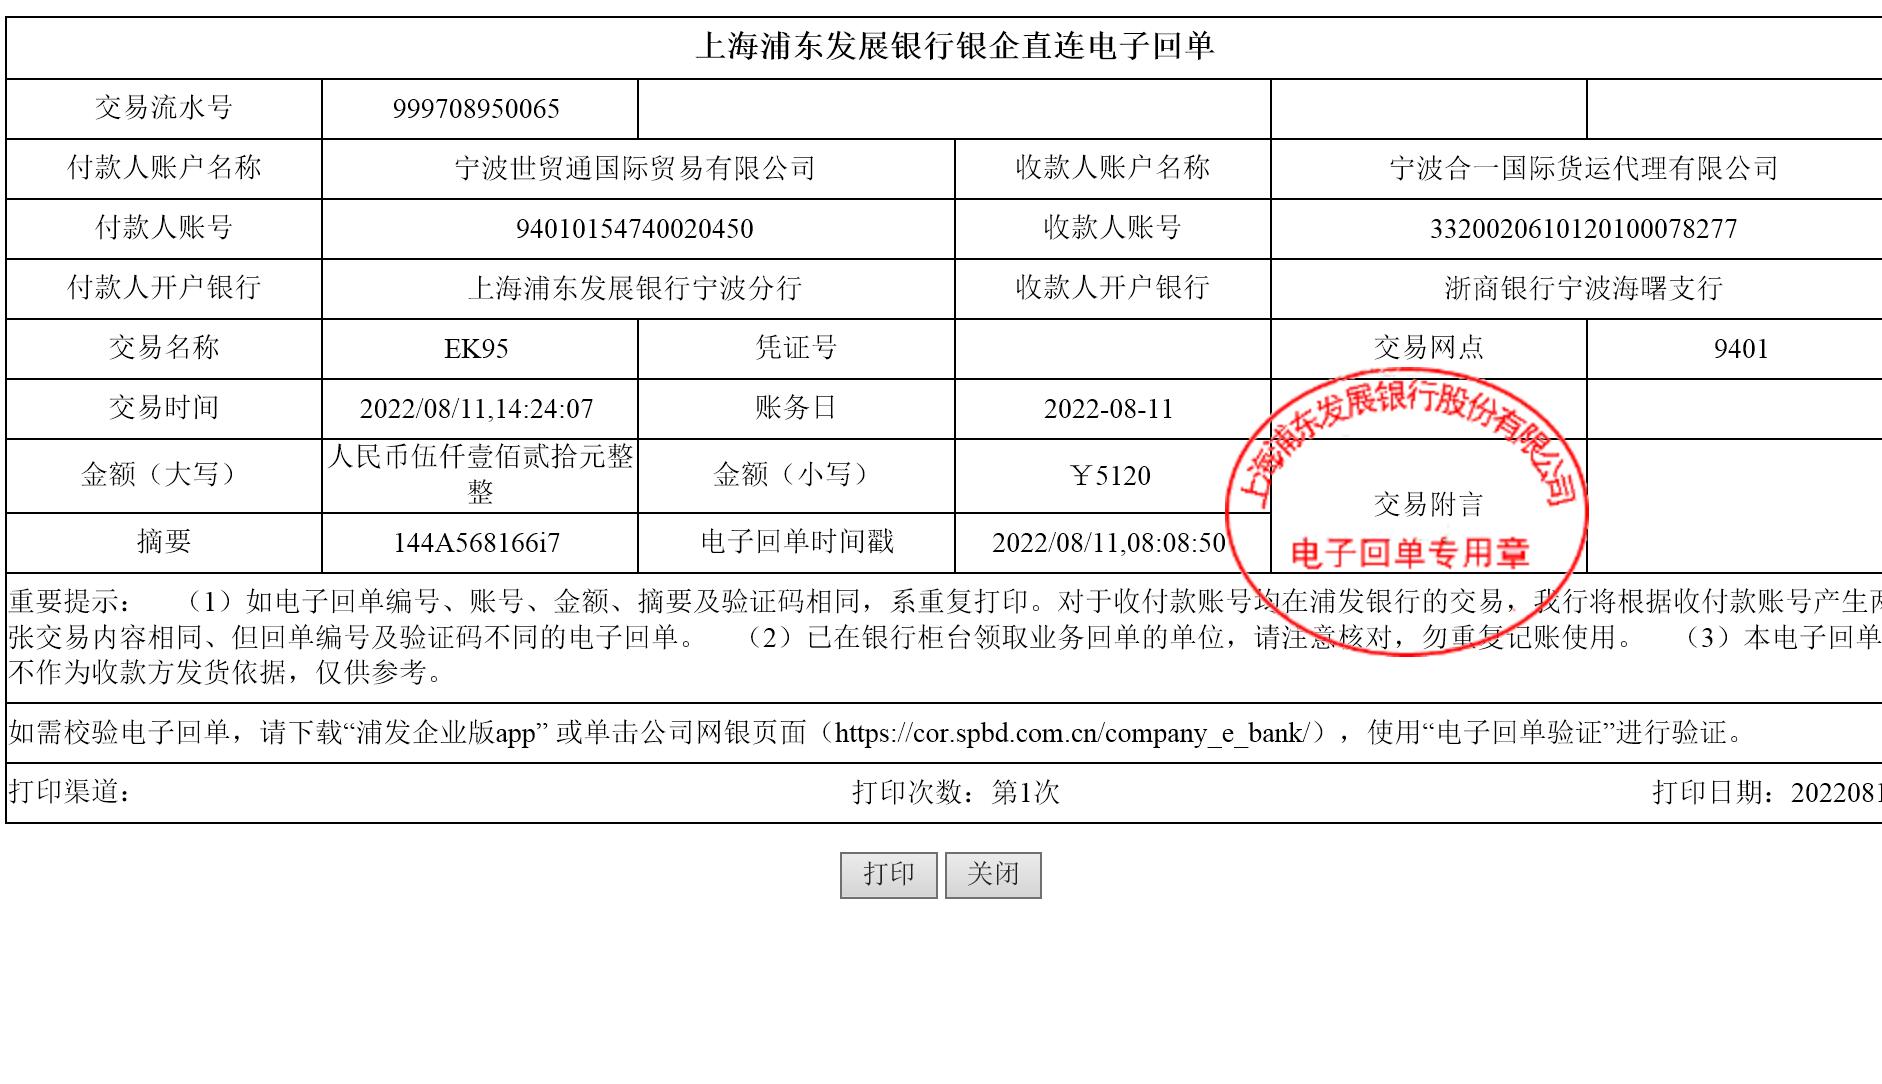 上海浦东发展银行银企直连电子回单
交易流水号 999708950065
付款人账户名称 宁波世贸通国际贸易有限公司 收款人账户名称 宁波合一国际货运代理有限公司
付款人账号 94010154740020450 收款人账号 3320020610120100078277
付款人开户银行 上海浦东发展银行宁波分行 收款人开户银行 浙商银行宁波海曙支行
交易名称 EK95 凭证号 交易网点 9401
交易时间 2022/08/11,14:24:07 账务日 2022-08-11
金额（大写） 人民币伍仟壹佰贰拾元整
整 金额（小写） ￥5120
交易附言
摘要 144A568166i7 电子回单时间戳 2022/08/11,08:08:50
上海浦东发展银行股份有限公司
电子回单专用章
重要提示： （1）如电子回单编号、账号、金额、摘要及验证码相同，系重复打印。对于收付款账号均在浦发银行的交易，我行将根据收付款账号产生两
张交易内容相同、但回单编号及验证码不同的电子回单。 （2）已在银行柜台领取业务回单的单位，请注意核对，勿重复记账使用。 （3）本电子回单
不作为收款方发货依据，仅供参考。
如需校验电子回单，请下载“浦发企业版app” 或单击公司网银页面（https://cor.spbd.com.cn/company_e_bank/），使用“电子回单验证”进行验证。
打印渠道： 打印次数：第1次 打印日期：2022081
打印 关闭